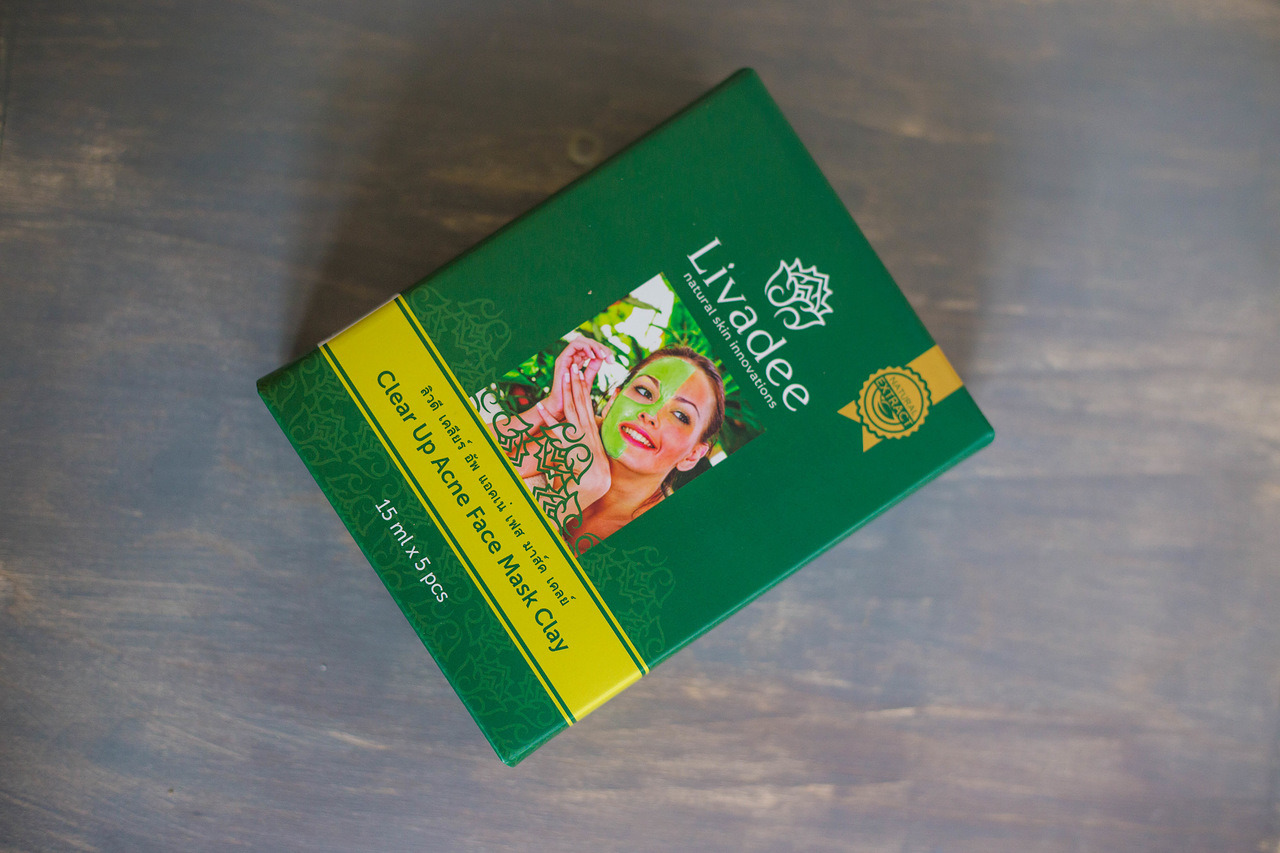 Livadee
natural skin innovations
NATURAL
EXTRACT
ลิวดี เคลียร์ อัพ แอคเน่ เฟส มาส์ค เคลย์
Clear Up Acne Face Mask Clay
15 ml x 5 pcs